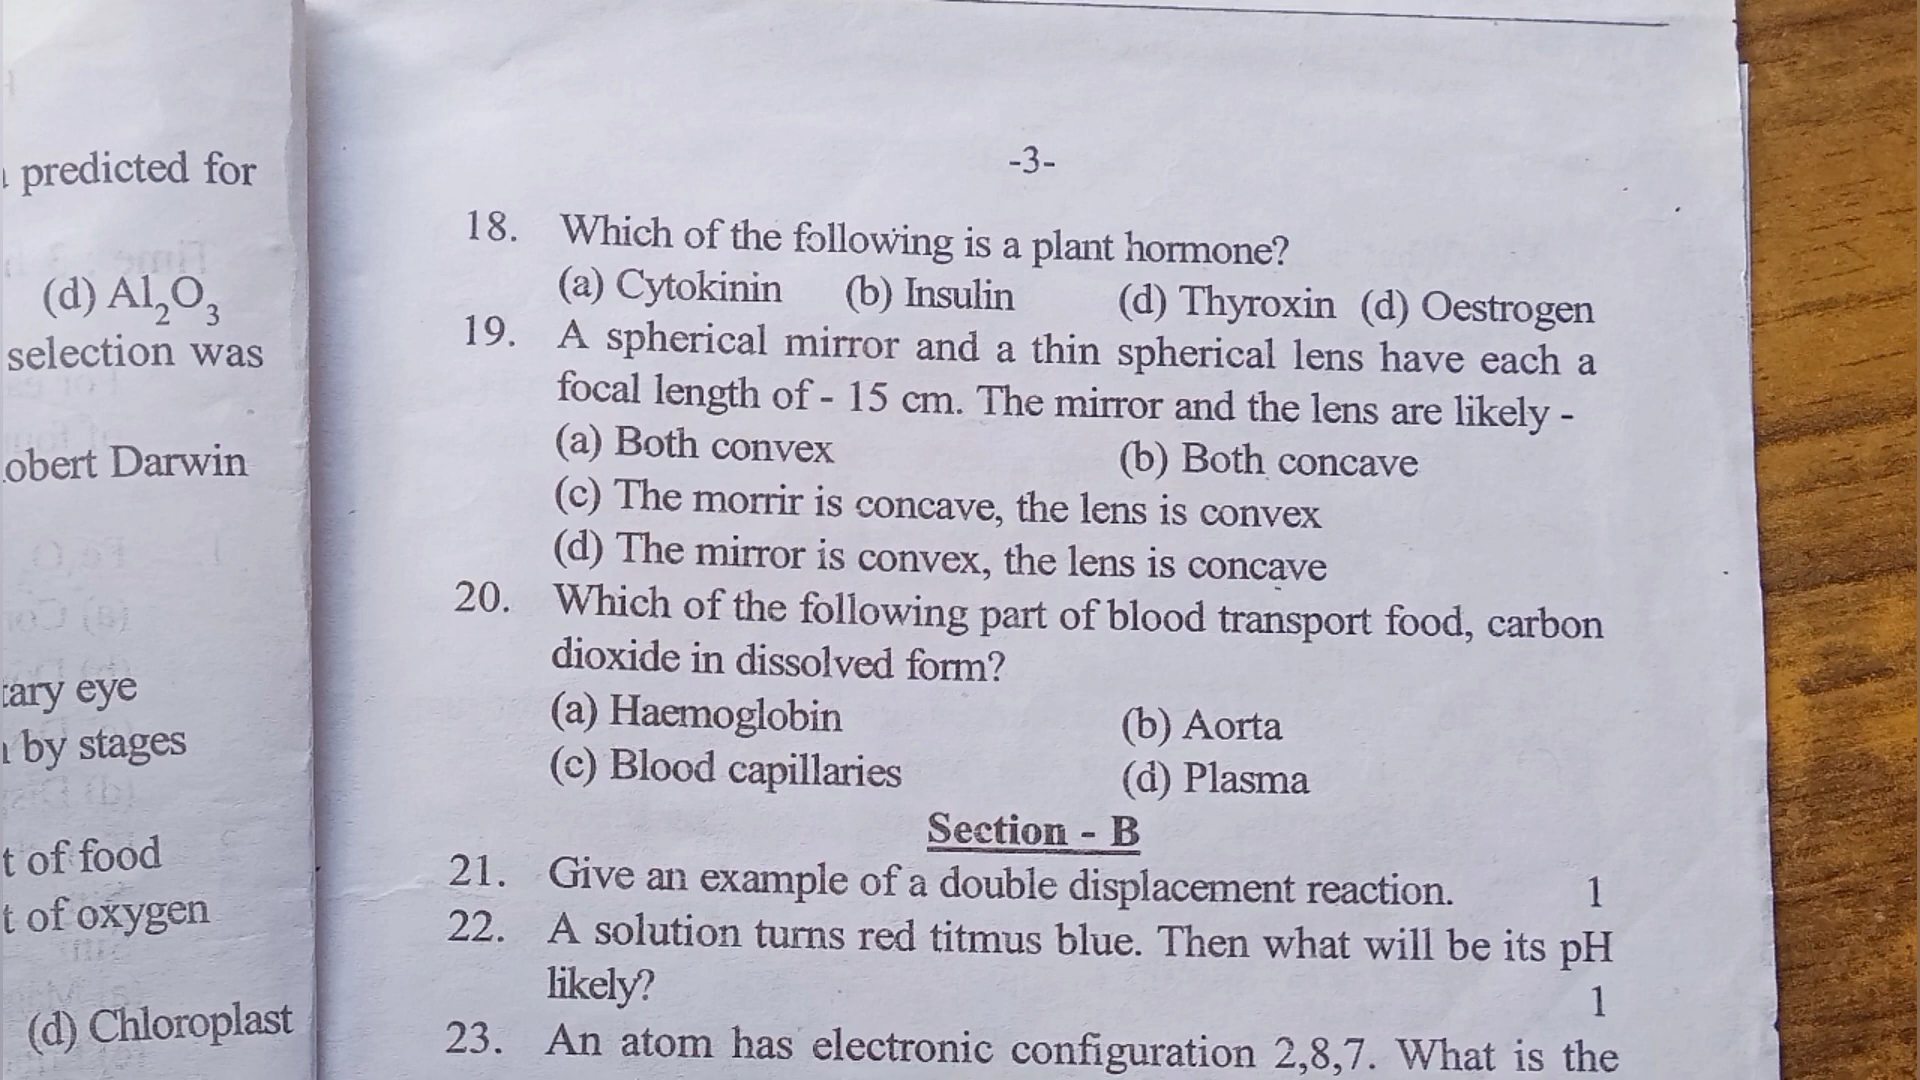 predicted for
(d) Al₂O₃
selection was
obert Darwin
tary eye
by stages
t of food
t of oxygen
(d) Chloroplast
-3-
18. Which of the following is a plant hormone?
(a) Cytokinin (b) Insulin (d) Thyroxin (d) Oestrogen
19. A spherical mirror and a thin spherical lens have each a
focal length of - 15 cm. The mirror and the lens are likely -
(a) Both convex (b) Both concave
(c) The morrir is concave, the lens is convex
(d) The mirror is convex, the lens is concave
20. Which of the following part of blood transport food, carbon
dioxide in dissolved form?
(a) Haemoglobin (b) Aorta
(c) Blood capillaries (d) Plasma
Section - B
21. Give an example of a double displacement reaction. 1
22. A solution turns red titmus blue. Then what will be its pH
likely? 1
23. An atom has electronic configuration 2,8,7. What is the